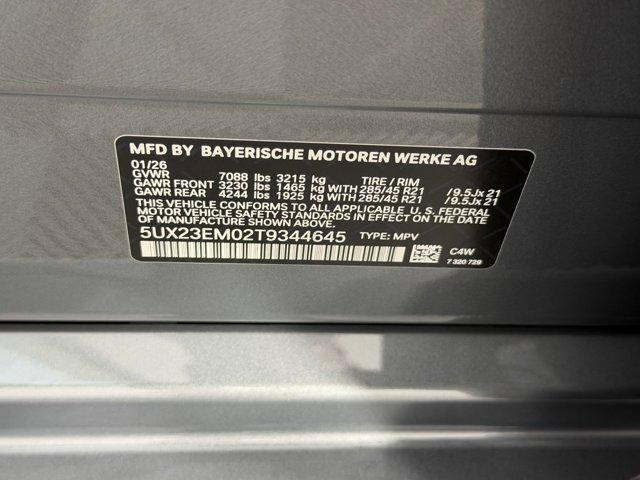 MFD BY BAYERISCHE MOTOREN WERKE AG
01/26
GVWR 7088 lbs 3215 kg TIRE / RIM
GAWR FRONT 3230 lbs 1465 kg WITH 285/45 R21 /9.5Jx 21
GAWR REAR 4244 lbs 1925 kg WITH 285/45 R21 /9.5Jx 21
THIS VEHICLE CONFORMS TO ALL APPLICABLE U.S. FEDERAL MOTOR
VEHICLE SAFETY STANDARDS IN EFFECT ON THE DATE OF
MANUFACTURE SHOWN ABOVE.
5UX23EM02T9344645 TYPE: MPV
C4W
7 320 729